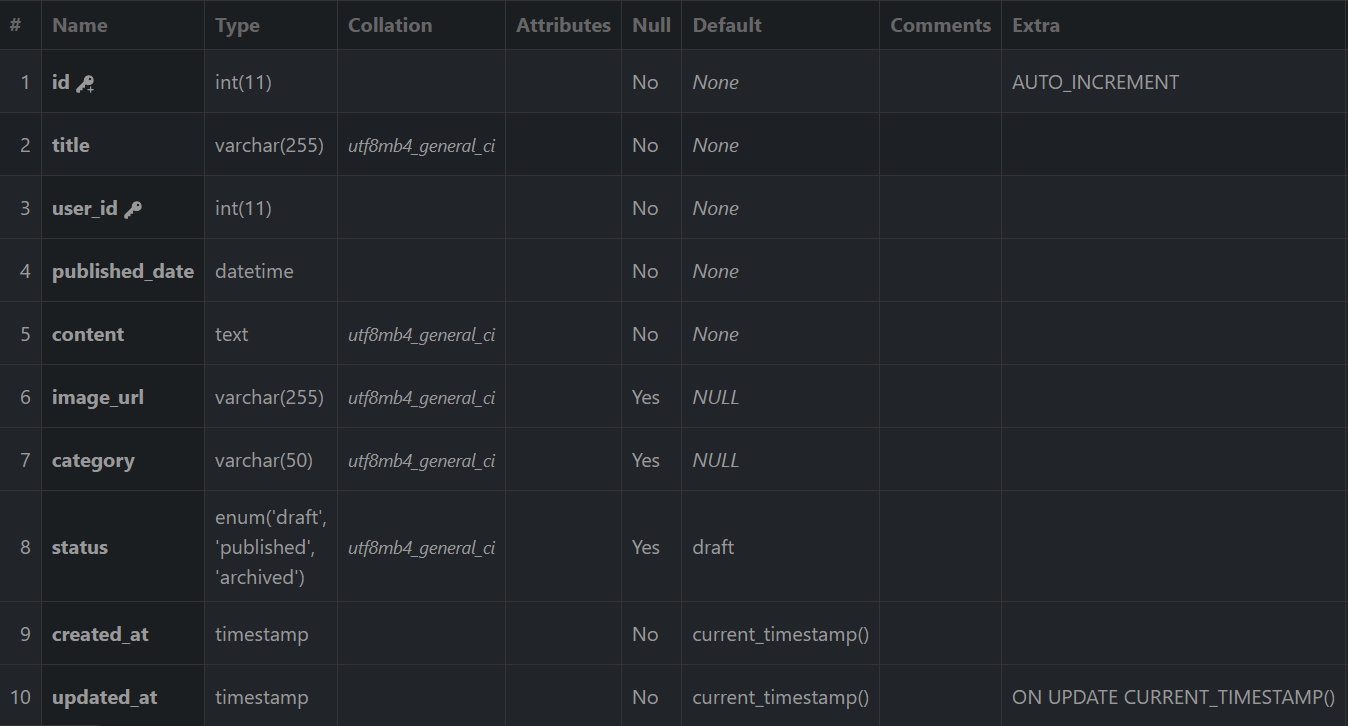 # Name Type Collation Attributes Null Default Comments Extra
1 id int(11) No None AUTO_INCREMENT
2 title varchar(255) utf8mb4_general_ci No None
3 user_id int(11) No None
4 published_date datetime No None
5 content text utf8mb4_general_ci No None
6 image_url varchar(255) utf8mb4_general_ci Yes NULL
7 category varchar(50) utf8mb4_general_ci Yes NULL
enum('draft',
8 status 'published', utf8mb4_general_ci Yes draft
'archived')
9 created_at timestamp No current_timestamp()
10 updated_at timestamp No current_timestamp() ON UPDATE CURRENT_TIMESTAMP()